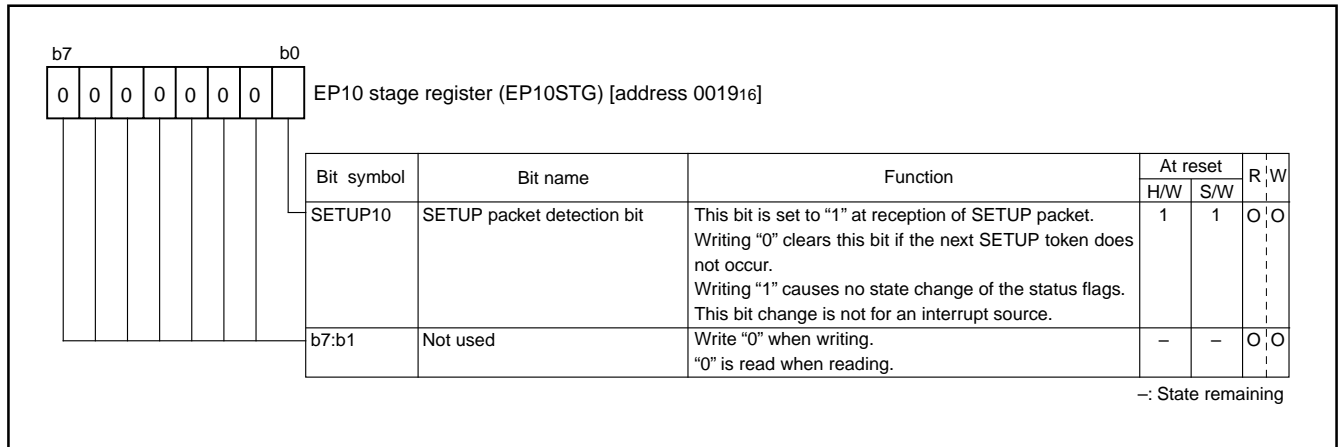 b7 b0
0 0 0 0 0 0 0 EP10 stage register (EP10STG) [address 001916]
Bit symbol Bit name Function At reset R W
H/W S/W
SETUP10 SETUP packet detection bit This bit is set to “1” at reception of SETUP packet. 1 1 O O
Writing “0” clears this bit if the next SETUP token does
not occur.
Writing “1” causes no state change of the status flags.
This bit change is not for an interrupt source.
b7:b1 Not used Write “0” when writing. – – O O
“0” is read when reading.
–: State remaining